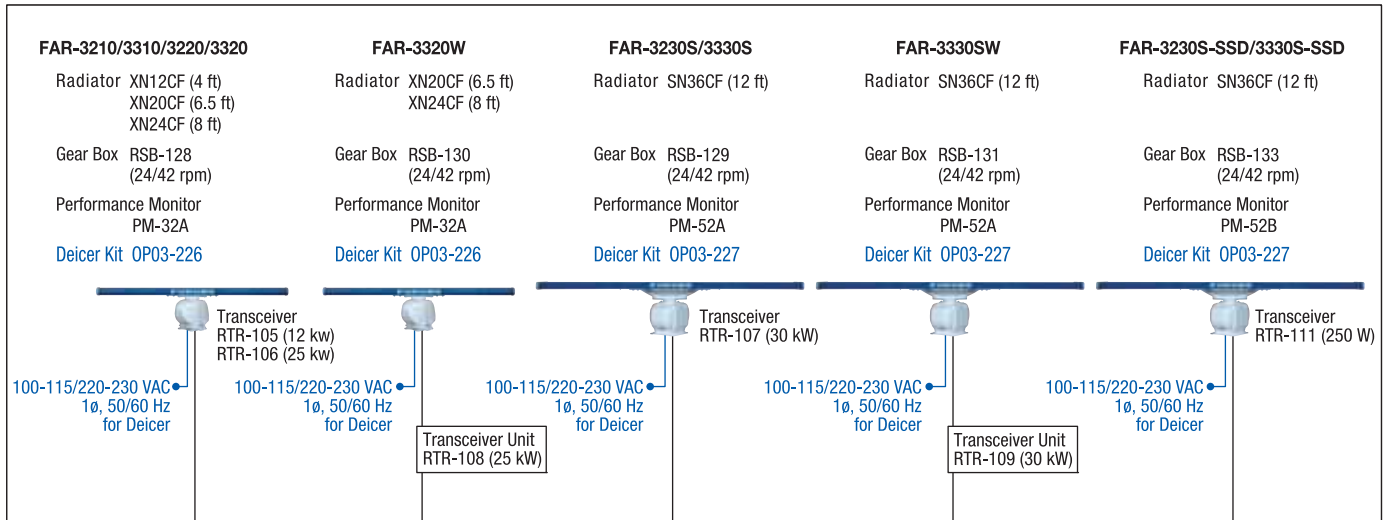 FAR-3210/3310/3220/3320
Radiator XN12CF (4 ft)
XN20CF (6.5 ft)
XN24CF (8 ft)
Gear Box RSB-128
(24/42 rpm)
Performance Monitor
PM-32A
Deicer Kit OP03-226
Transceiver
RTR-105 (12 kw)
RTR-106 (25 kw)
100-115/220-230 VAC
1ø, 50/60 Hz
for Deicer
FAR-3320W
Radiator XN20CF (6.5 ft)
XN24CF (8 ft)
Gear Box RSB-130
(24/42 rpm)
Performance Monitor
PM-32A
Deicer Kit OP03-226
100-115/220-230 VAC
1ø, 50/60 Hz
for Deicer
Transceiver Unit
RTR-108 (25 kW)
FAR-3230S/3330S
Radiator SN36CF (12 ft)
Gear Box RSB-129
(24/42 rpm)
Performance Monitor
PM-52A
Deicer Kit OP03-227
Transceiver
RTR-107 (30 kW)
100-115/220-230 VAC
1ø, 50/60 Hz
for Deicer
FAR-3330SW
Radiator SN36CF (12 ft)
Gear Box RSB-131
(24/42 rpm)
Performance Monitor
PM-52A
Deicer Kit OP03-227
100-115/220-230 VAC
1ø, 50/60 Hz
for Deicer
Transceiver Unit
RTR-109 (30 kW)
FAR-3230S-SSD/3330S-SSD
Radiator SN36CF (12 ft)
Gear Box RSB-133
(24/42 rpm)
Performance Monitor
PM-52B
Deicer Kit OP03-227
Transceiver
RTR-111 (250 W)
100-115/220-230 VAC
1ø, 50/60 Hz
for Deicer